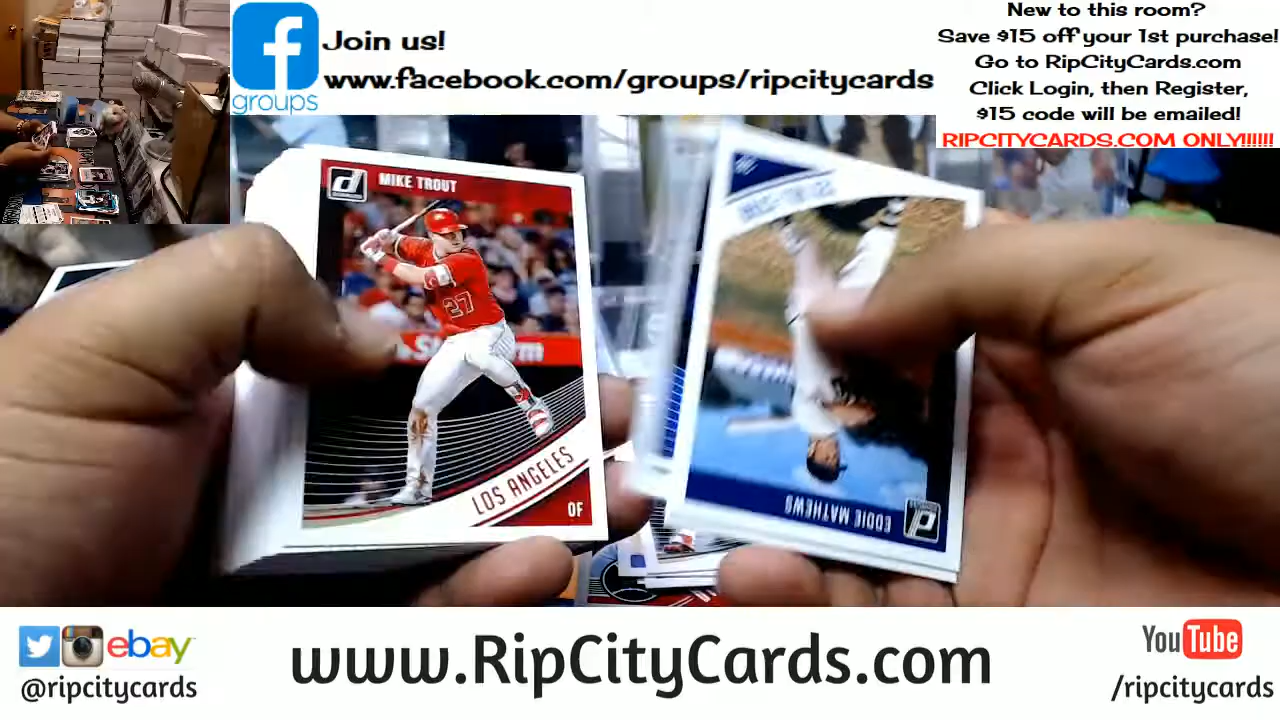 Join us!
www.facebook.com/groups/ripcitycards
groups
New to this room?
Save $15 off your 1st purchase!
Go to RipCityCards.com
Click Login, then Register,
$15 code will be emailed!
RIPCITYCARDS.COM ONLY!!!!!!
MIKE TROUT
27
LOS ANGELES
OF
EDDIE MATHEWS
ebay
@ripcitycards
www.RipCityCards.com
YouTube
/ripcitycards